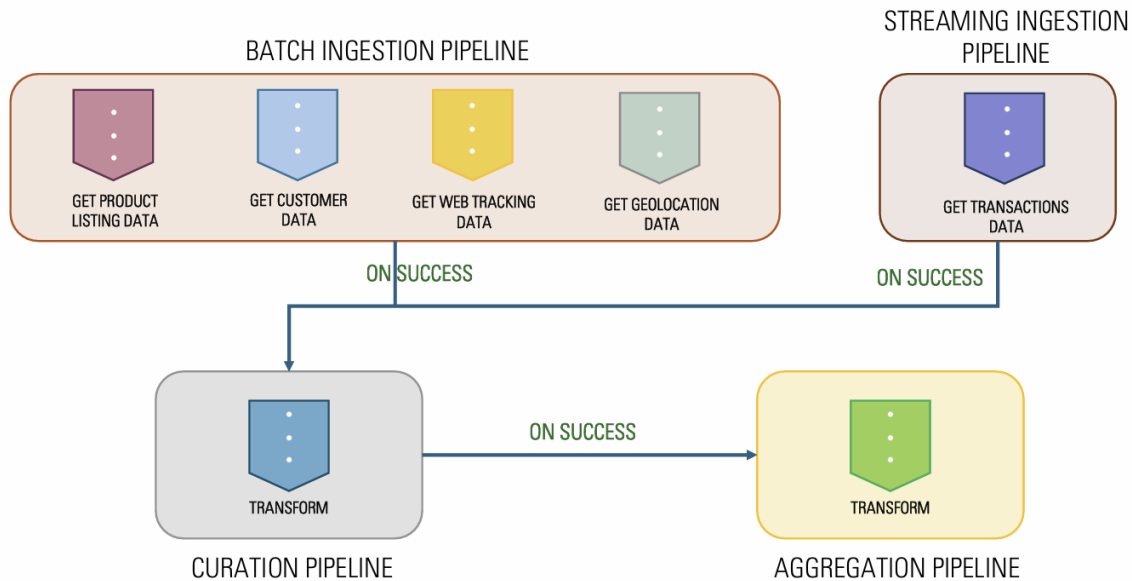 BATCH INGESTION PIPELINE
STREAMING INGESTION
PIPELINE
GET PRODUCT
LISTING DATA
GET CUSTOMER
DATA
GET WEB TRACKING
DATA
GET GEOLOCATION
DATA
GET TRANSACTIONS
DATA
ON SUCCESS
ON SUCCESS
TRANSFORM
ON SUCCESS
TRANSFORM
CURATION PIPELINE
AGGREGATION PIPELINE